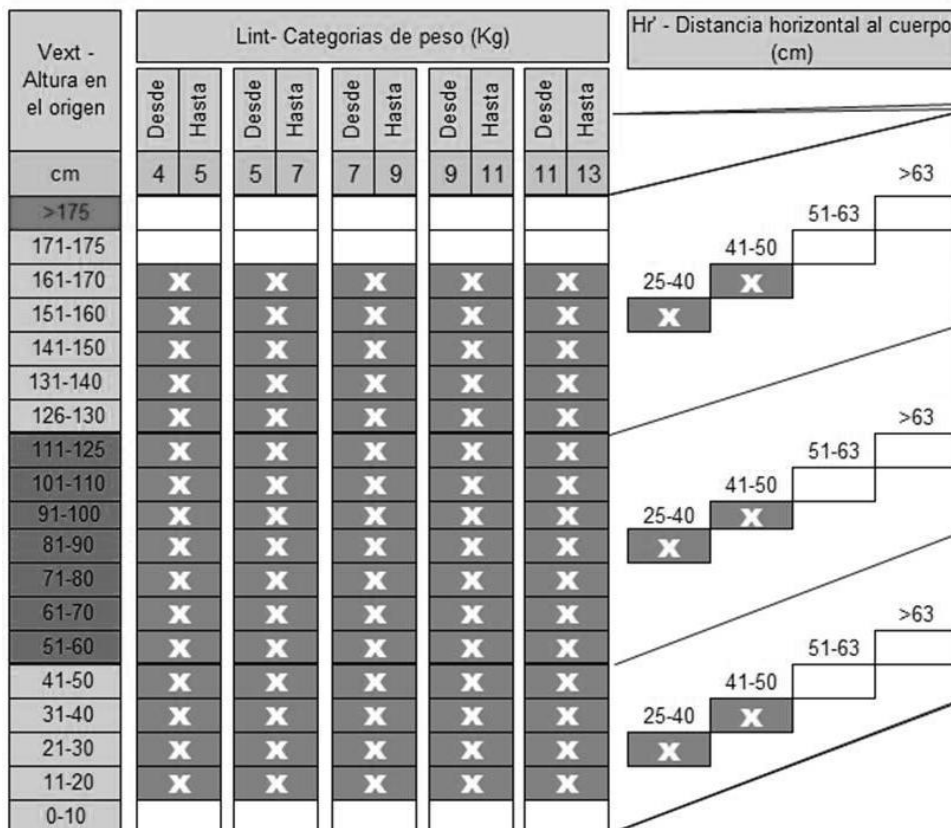 Vext -
Altura en
el origen
cm
Lint- Categorias de peso (Kg)
Desde Hasta Desde Hasta Desde Hasta Desde Hasta Desde Hasta
4 5 5 7 7 9 9 11 11 13
Hr' - Distancia horizontal al cuerpo
(cm)
>175
171-175
161-170 X X X X X
151-160 X X X X X
141-150 X X X X X
131-140 X X X X X
126-130 X X X X X
111-125 X X X X X
101-110 X X X X X
91-100 X X X X X
81-90 X X X X X
71-80 X X X X X
61-70 X X X X X
51-60 X X X X X
41-50 X X X X X
31-40 X X X X X
21-30 X X X X X
11-20 X X X X X
0-10
>63
51-63
41-50
25-40 X
X
>63
51-63
41-50
25-40 X
X
>63
51-63
41-50
25-40 X
X